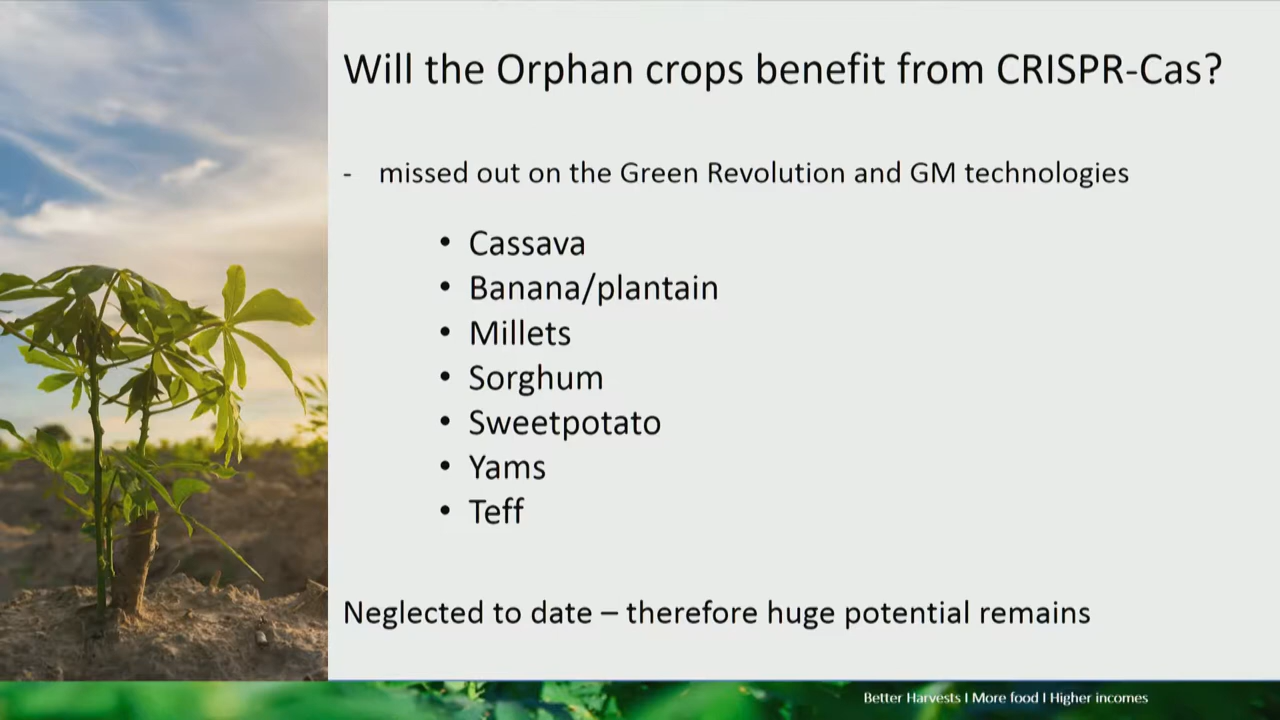 Will the Orphan crops benefit from CRISPR-Cas?
- missed out on the Green Revolution and GM technologies
• Cassava
• Banana/plantain
• Millets
• Sorghum
• Sweetpotato
• Yams
• Teff
Neglected to date – therefore huge potential remains
Better Harvests I More food I Higher incomes